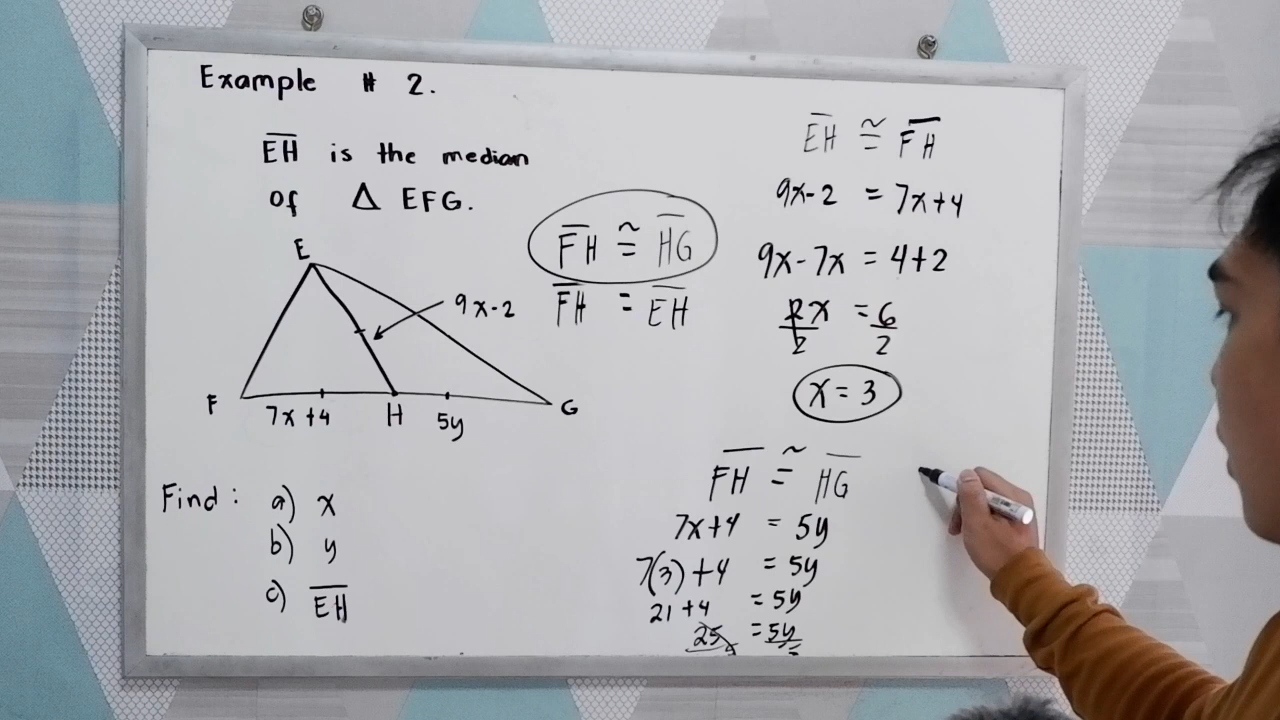 Example # 2.
EH is the median
of △ EFG.
FH ≅ HG
FH = EH
E
9x-2
F
7x+4
H
5y
G
Find: a) x
b) y
c) EH
EH ≅ FH
9x-2 = 7x+4
9x-7x = 4+2
2x = 6
2 2
x = 3
FH ≅ HG
7x+4 = 5y
7(3)+4 = 5y
21+4 = 5y
25 = 5y